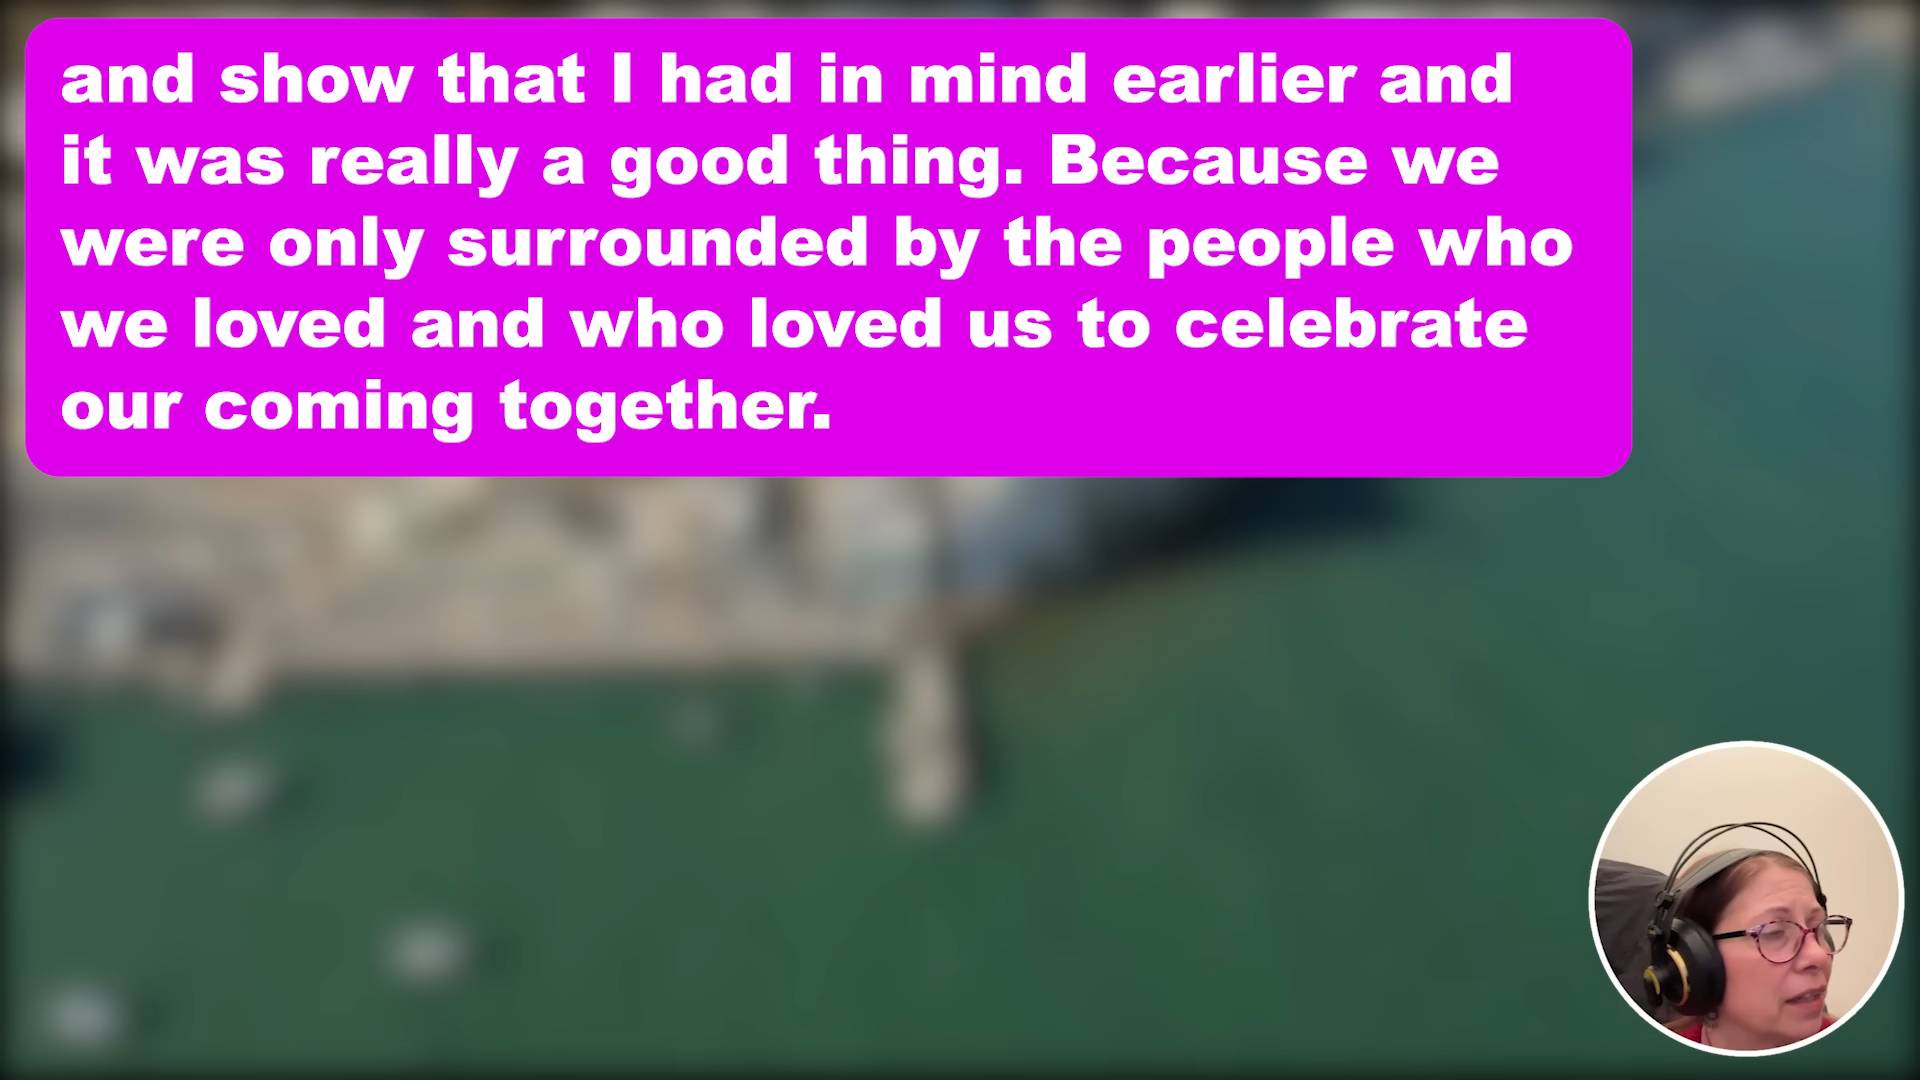 and show that I had in mind earlier and
it was really a good thing. Because we
were only surrounded by the people who
we loved and who loved us to celebrate
our coming together.